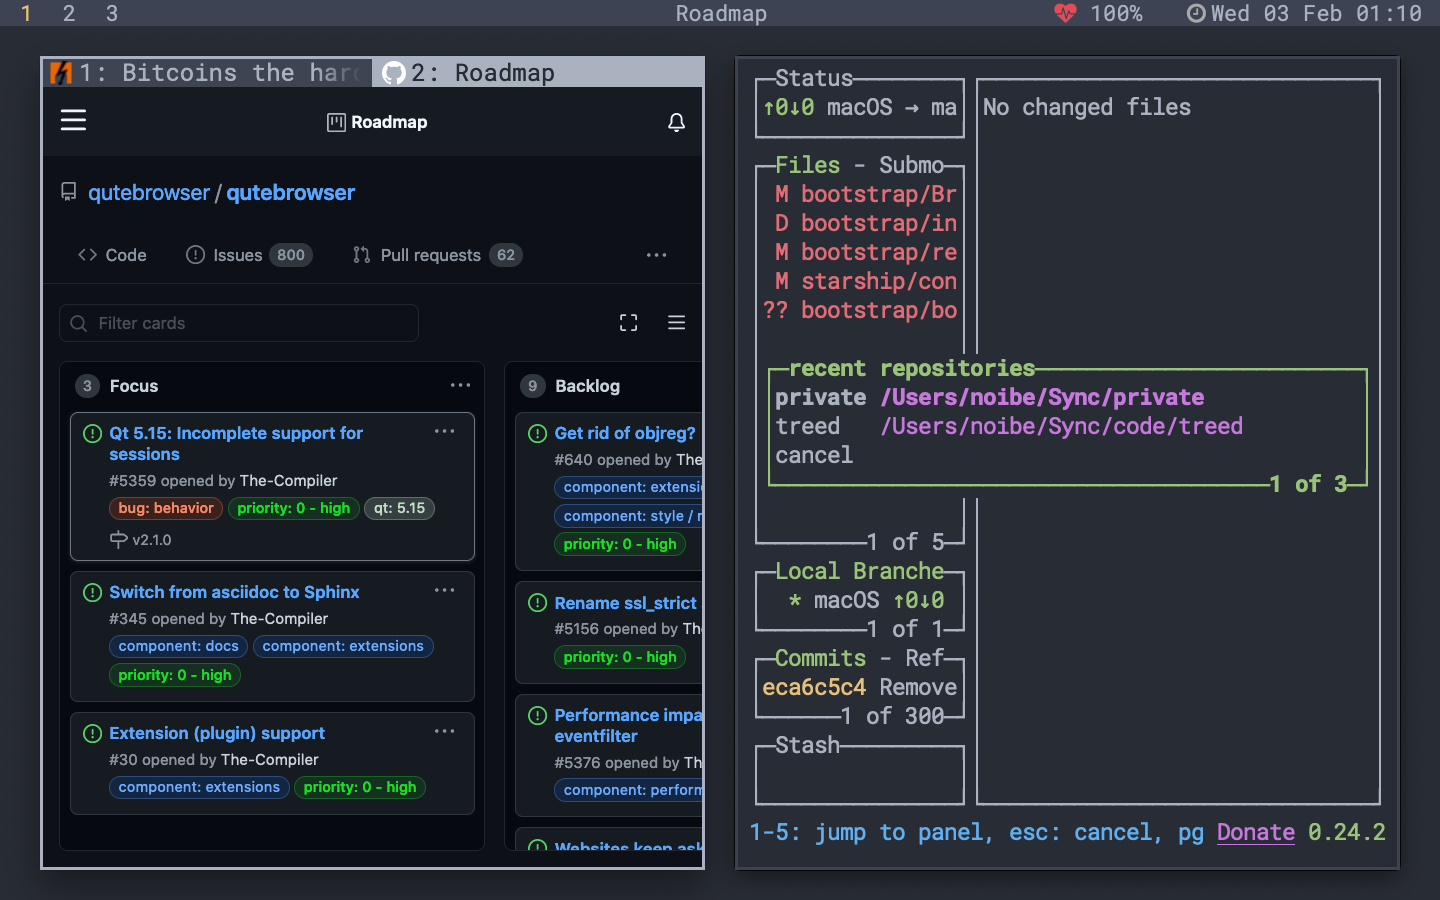 1 2 3
Roadmap
100%
Wed 03 Feb 01:10
1: Bitcoins the har
2: Roadmap
Roadmap
qutebrowser / qutebrowser
Code
Issues 800
Pull requests 62
Filter cards
3 Focus
Qt 5.15: Incomplete support for
sessions
#5359 opened by The-Compiler
bug: behavior priority: 0 - high qt: 5.15
v2.1.0
Switch from asciidoc to Sphinx
#345 opened by The-Compiler
component: docs component: extensions
priority: 0 - high
Extension (plugin) support
#30 opened by The-Compiler
component: extensions priority: 0 - high
9 Backlog
Get rid of objreg?
#640 opened by The
component: extensi
component: style / r
priority: 0 - high
Rename ssl_strict
#5156 opened by Th
priority: 0 - high
Performance impa
eventfilter
#5376 opened by Th
component: perform
Websites keep ask
Status
↑0↓0 macOS → ma
No changed files
Files - Submo
M bootstrap/Br
D bootstrap/in
M bootstrap/re
M starship/con
?? bootstrap/bo
recent repositories
private /Users/noibe/Sync/private
treed /Users/noibe/Sync/code/treed
cancel
1 of 3
1 of 5
Local Branche
* macOS ↑0↓0
1 of 1
Commits - Ref
eca6c5c4 Remove
1 of 300
Stash
1-5: jump to panel, esc: cancel, pg Donate 0.24.2